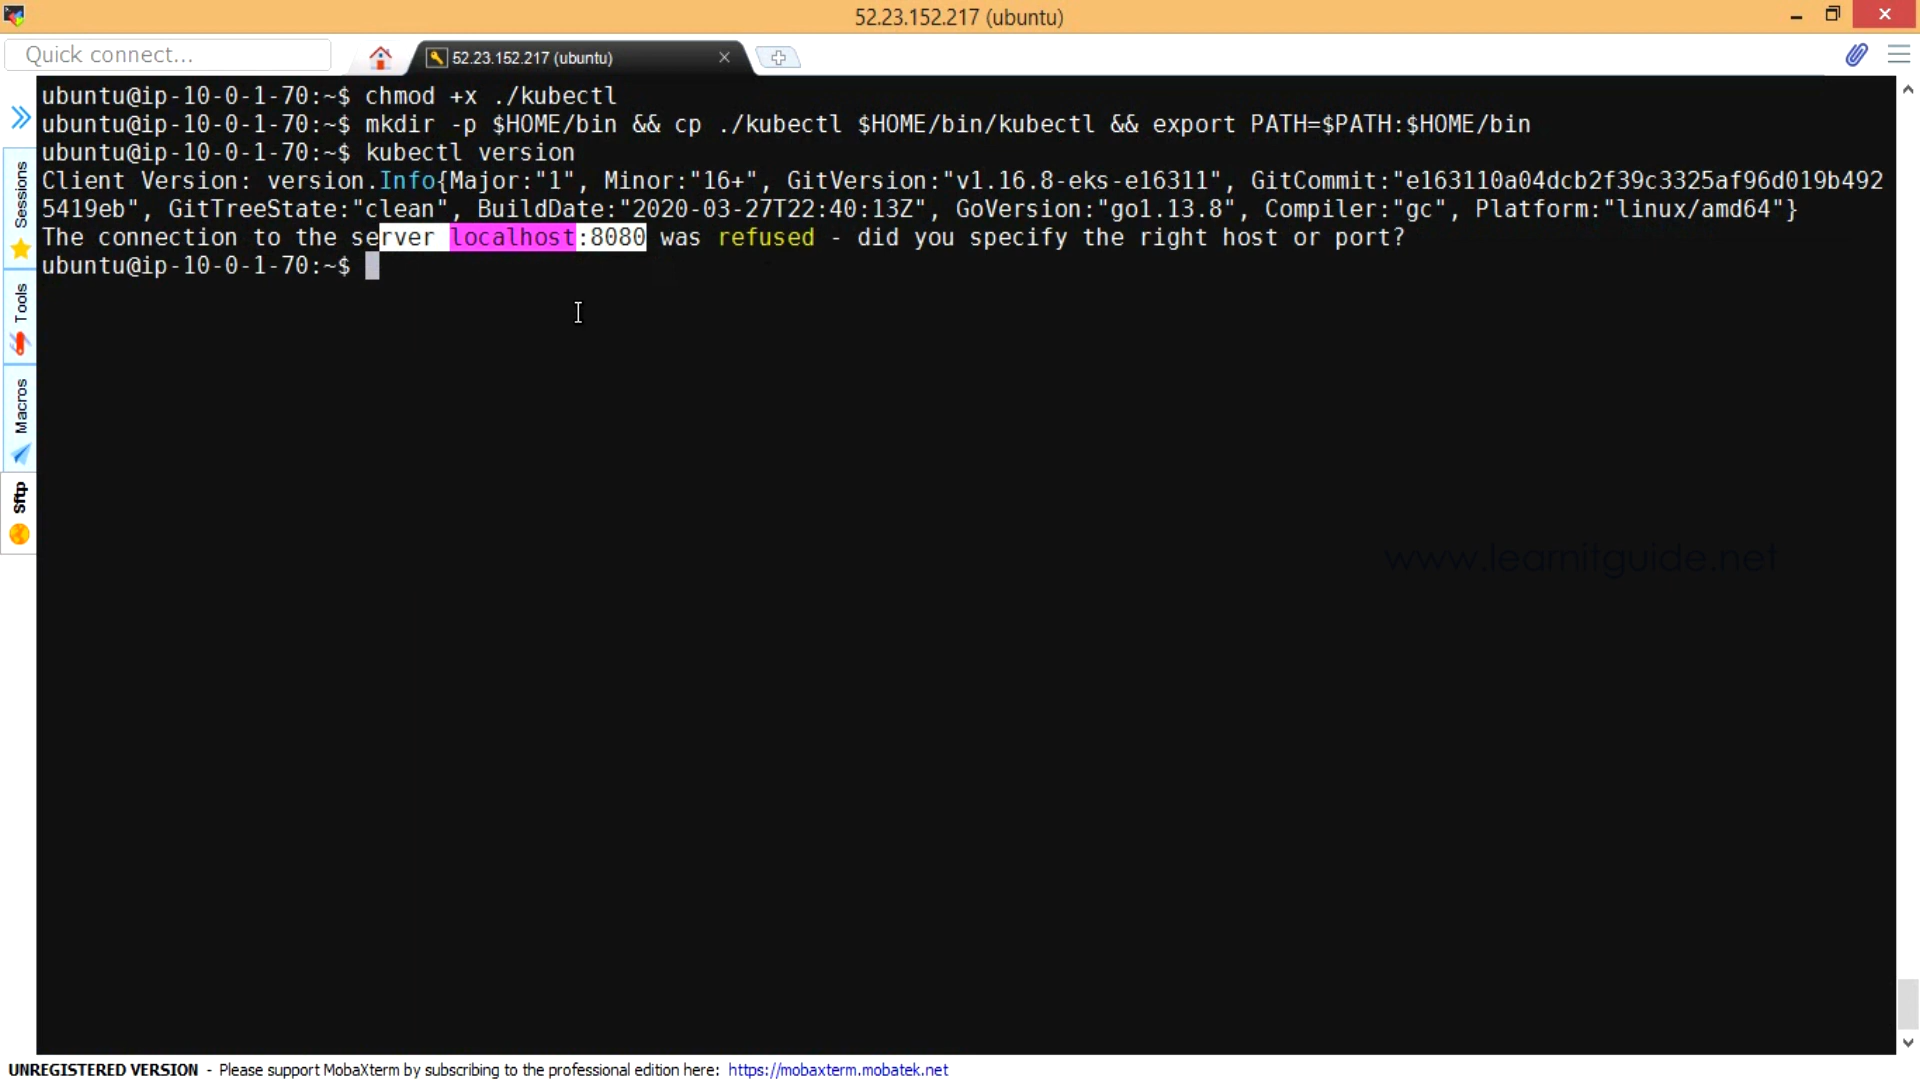 52.23.152.217 (ubuntu)
Quick connect...
52.23.152.217 (ubuntu)
ubuntu@ip-10-0-1-70:~$ chmod +x ./kubectl
ubuntu@ip-10-0-1-70:~$ mkdir -p $HOME/bin && cp ./kubectl $HOME/bin/kubectl && export PATH=$PATH:$HOME/bin
ubuntu@ip-10-0-1-70:~$ kubectl version
Client Version: version.Info{Major:"1", Minor:"16+", GitVersion:"v1.16.8-eks-e16311", GitCommit:"e163110a04dcb2f39c3325af96d019b492
5419eb", GitTreeState:"clean", BuildDate:"2020-03-27T22:40:13Z", GoVersion:"go1.13.8", Compiler:"gc", Platform:"linux/amd64"}
The connection to the server localhost:8080 was refused - did you specify the right host or port?
ubuntu@ip-10-0-1-70:~$
Sessions
Tools
Macros
Sftp
www.learnitguide.net
UNREGISTERED VERSION - Please support MobaXterm by subscribing to the professional edition here: https://mobaxterm.mobatek.net